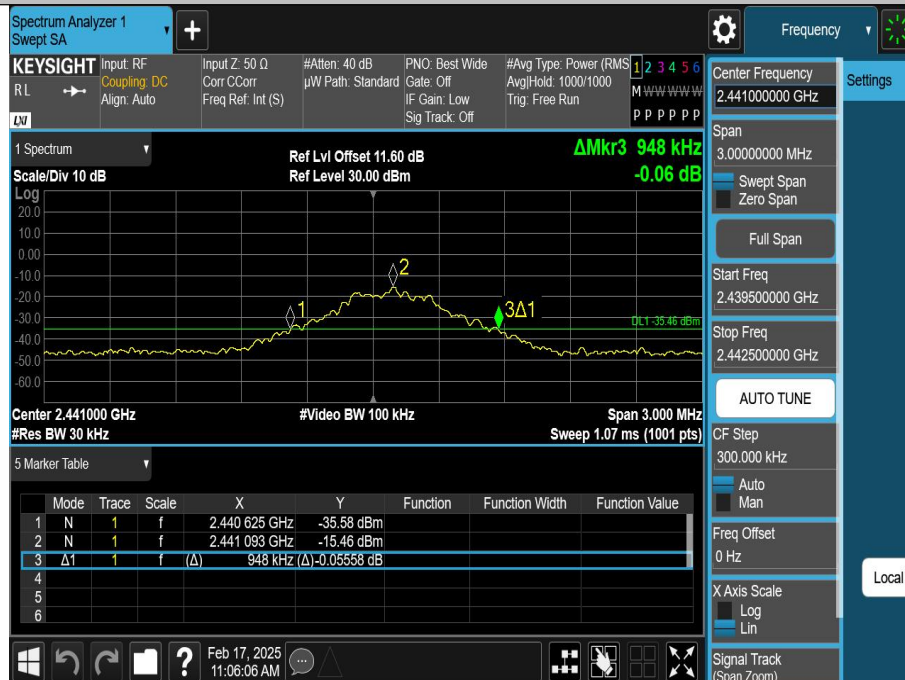 Spectrum Analyzer 1
Swept SA
+
Frequency
KEYSIGHT
RL
LXI
Input: RF
Coupling: DC
Align: Auto
Input Z: 50 Ω
Corr CCorr
Freq Ref: Int (S)
#Atten: 40 dB
µW Path: Standard
PNO: Best Wide
Gate: Off
IF Gain: Low
Sig Track: Off
#Avg Type: Power (RMS
Avg|Hold: 1000/1000
Trig: Free Run
1 2 3 4 5 6
M W W W W W
P P P P P P
1 Spectrum
Scale/Div 10 dB
Ref Lvl Offset 11.60 dB
Ref Level 30.00 dBm
ΔMkr3 948 kHz
-0.06 dB
Log
20.0
10.0
0.00
-10.0
-20.0
-30.0
-40.0
-50.0
-60.0
1
2
3Δ1
DL1 -35.46 dBm
Center 2.441000 GHz
#Video BW 100 kHz
Span 3.000 MHz
#Res BW 30 kHz
Sweep 1.07 ms (1001 pts)
5 Marker Table
Mode Trace Scale X Y Function Function Width Function Value
1 N 1 f 2.440 625 GHz -35.58 dBm
2 N 1 f 2.441 093 GHz -15.46 dBm
3 Δ1 1 f (Δ) 948 kHz (Δ) -0.05558 dB
4
5
6
?
Feb 17, 2025
11:06:06 AM
Center Frequency
2.441000000 GHz
Settings
Span
3.00000000 MHz
Swept Span
Zero Span
Full Span
Start Freq
2.439500000 GHz
Stop Freq
2.442500000 GHz
AUTO TUNE
CF Step
300.000 kHz
Auto
Man
Freq Offset
0 Hz
Local
X Axis Scale
Log
Lin
Signal Track
(Span Zoom)